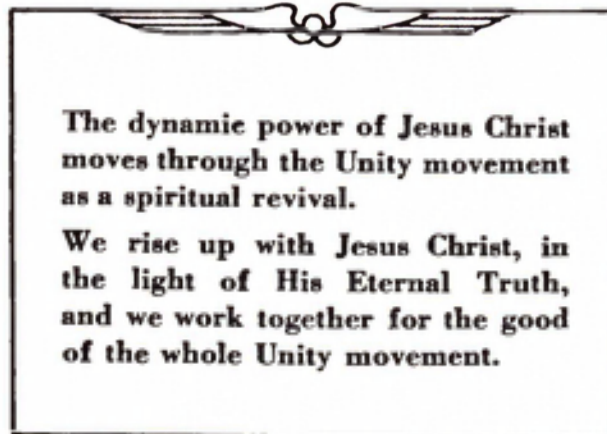 The dynamic power of Jesus Christ
moves through the Unity movement
as a spiritual revival.
We rise up with Jesus Christ, in
the light of His Eternal Truth,
and we work together for the good
of the whole Unity movement.